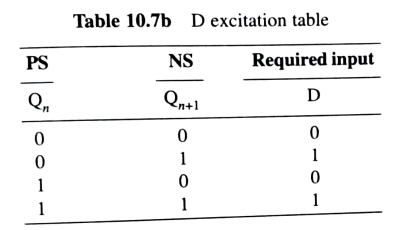 Table 10.7b D excitation table
PS NS Required input
Qn Qn+1 D
0 0 0
0 1 1
1 0 0
1 1 1